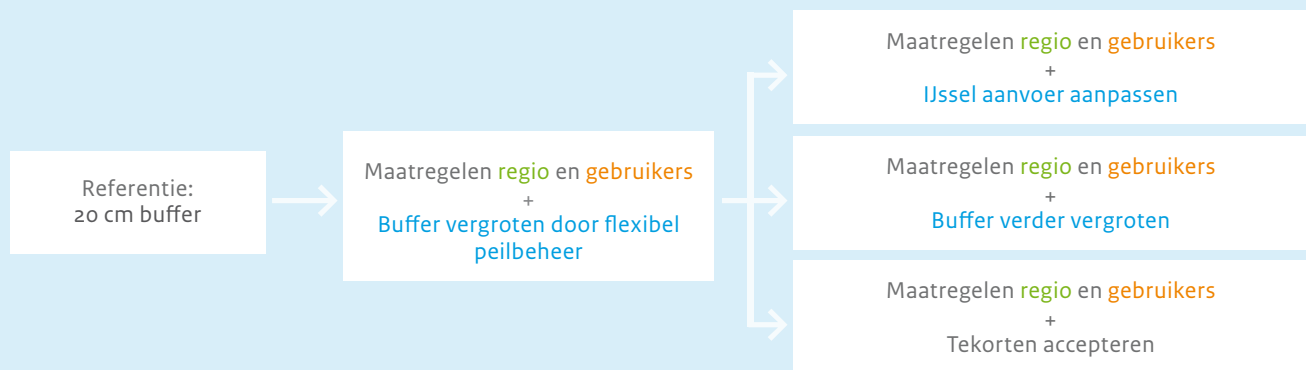 Referentie:
20 cm buffer
Maatregelen regio en gebruikers
+
Buffer vergroten door flexibel
peilbeheer
Maatregelen regio en gebruikers
+
IJssel aanvoer aanpassen
Maatregelen regio en gebruikers
+
Buffer verder vergroten
Maatregelen regio en gebruikers
+
Tekorten accepteren